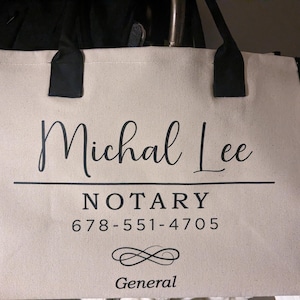 Michal Lee
NOTARY
678-551-4705
General